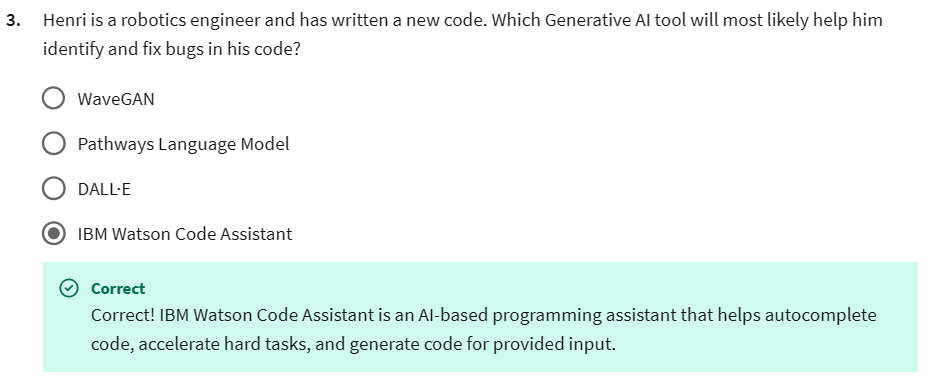 3. Henri is a robotics engineer and has written a new code. Which Generative AI tool will most likely help him
identify and fix bugs in his code?
WaveGAN
Pathways Language Model
DALL·E
IBM Watson Code Assistant
Correct
Correct! IBM Watson Code Assistant is an AI-based programming assistant that helps autocomplete
code, accelerate hard tasks, and generate code for provided input.